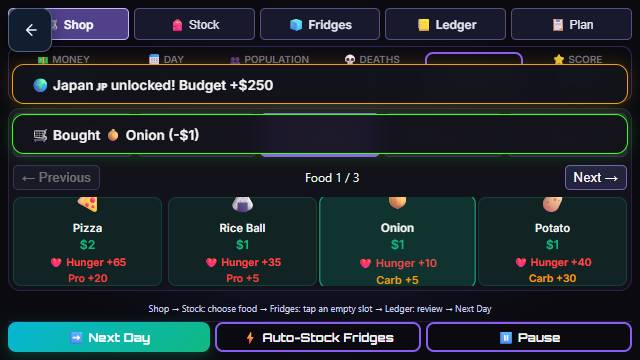 Shop
Stock
Fridges
Ledger
Plan
MONEY
DAY
POPULATION
DEATHS
SCORE
Japan JP unlocked! Budget +$250
Bought Onion (-$1)
← Previous
Food 1 / 3
Next →
Pizza
$2
Hunger +65
Pro +20
Rice Ball
$1
Hunger +35
Pro +5
Onion
$1
Hunger +10
Carb +5
Potato
$1
Hunger +40
Carb +30
Shop → Stock: choose food → Fridges: tap an empty slot → Ledger: review → Next Day
Next Day
Auto-Stock Fridges
Pause